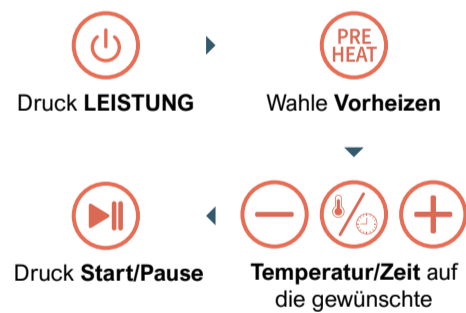 PRE
HEAT
Druck LEISTUNG
Wahle Vorheizen
Temperatur/Zeit auf
die gewünschte
Druck Start/Pause